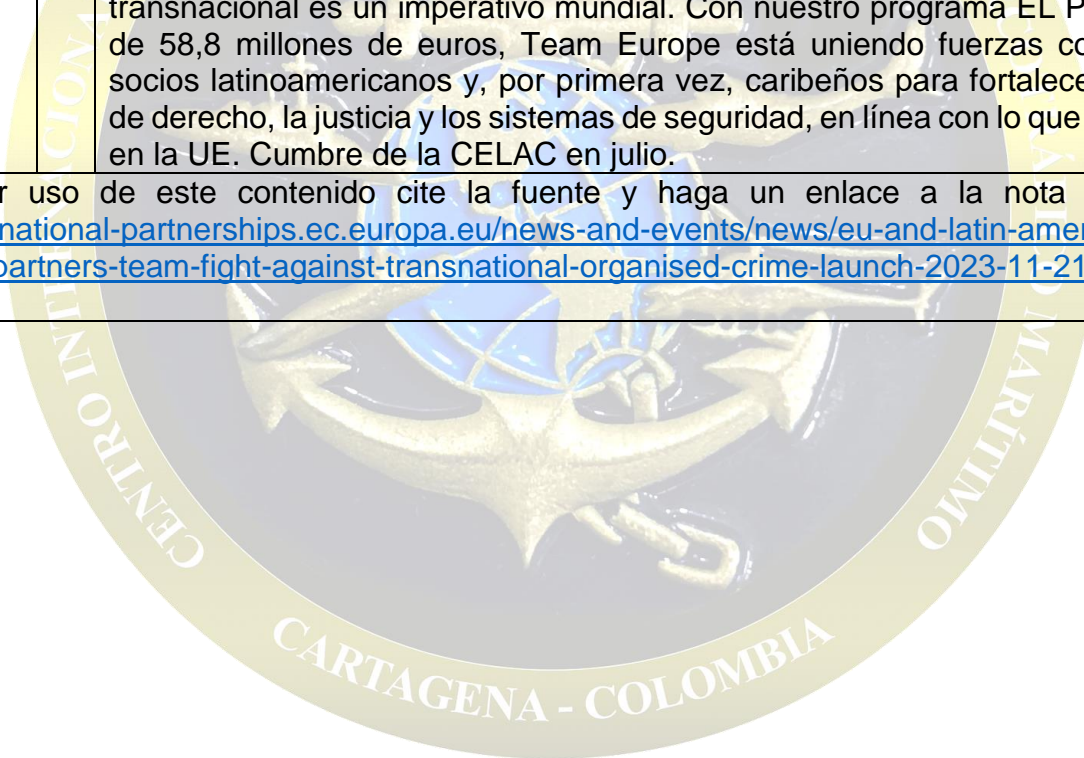 transnacional es un imperativo mundial. Con nuestro programa EL P
de 58,8 millones de euros, Team Europe está uniendo fuerzas co
socios latinoamericanos y, por primera vez, caribeños para fortalece
de derecho, la justicia y los sistemas de seguridad, en línea con lo que
en la UE. Cumbre de la CELAC en julio.
r uso de este contenido cite la fuente y haga un enlace a la nota
national-partnerships.ec.europa.eu/news-and-events/news/eu-and-latin-amer
partners-team-fight-against-transnational-organised-crime-launch-2023-11-21
CENTRO
MARÍTIMO
CARTAGENA - COLOMBIA